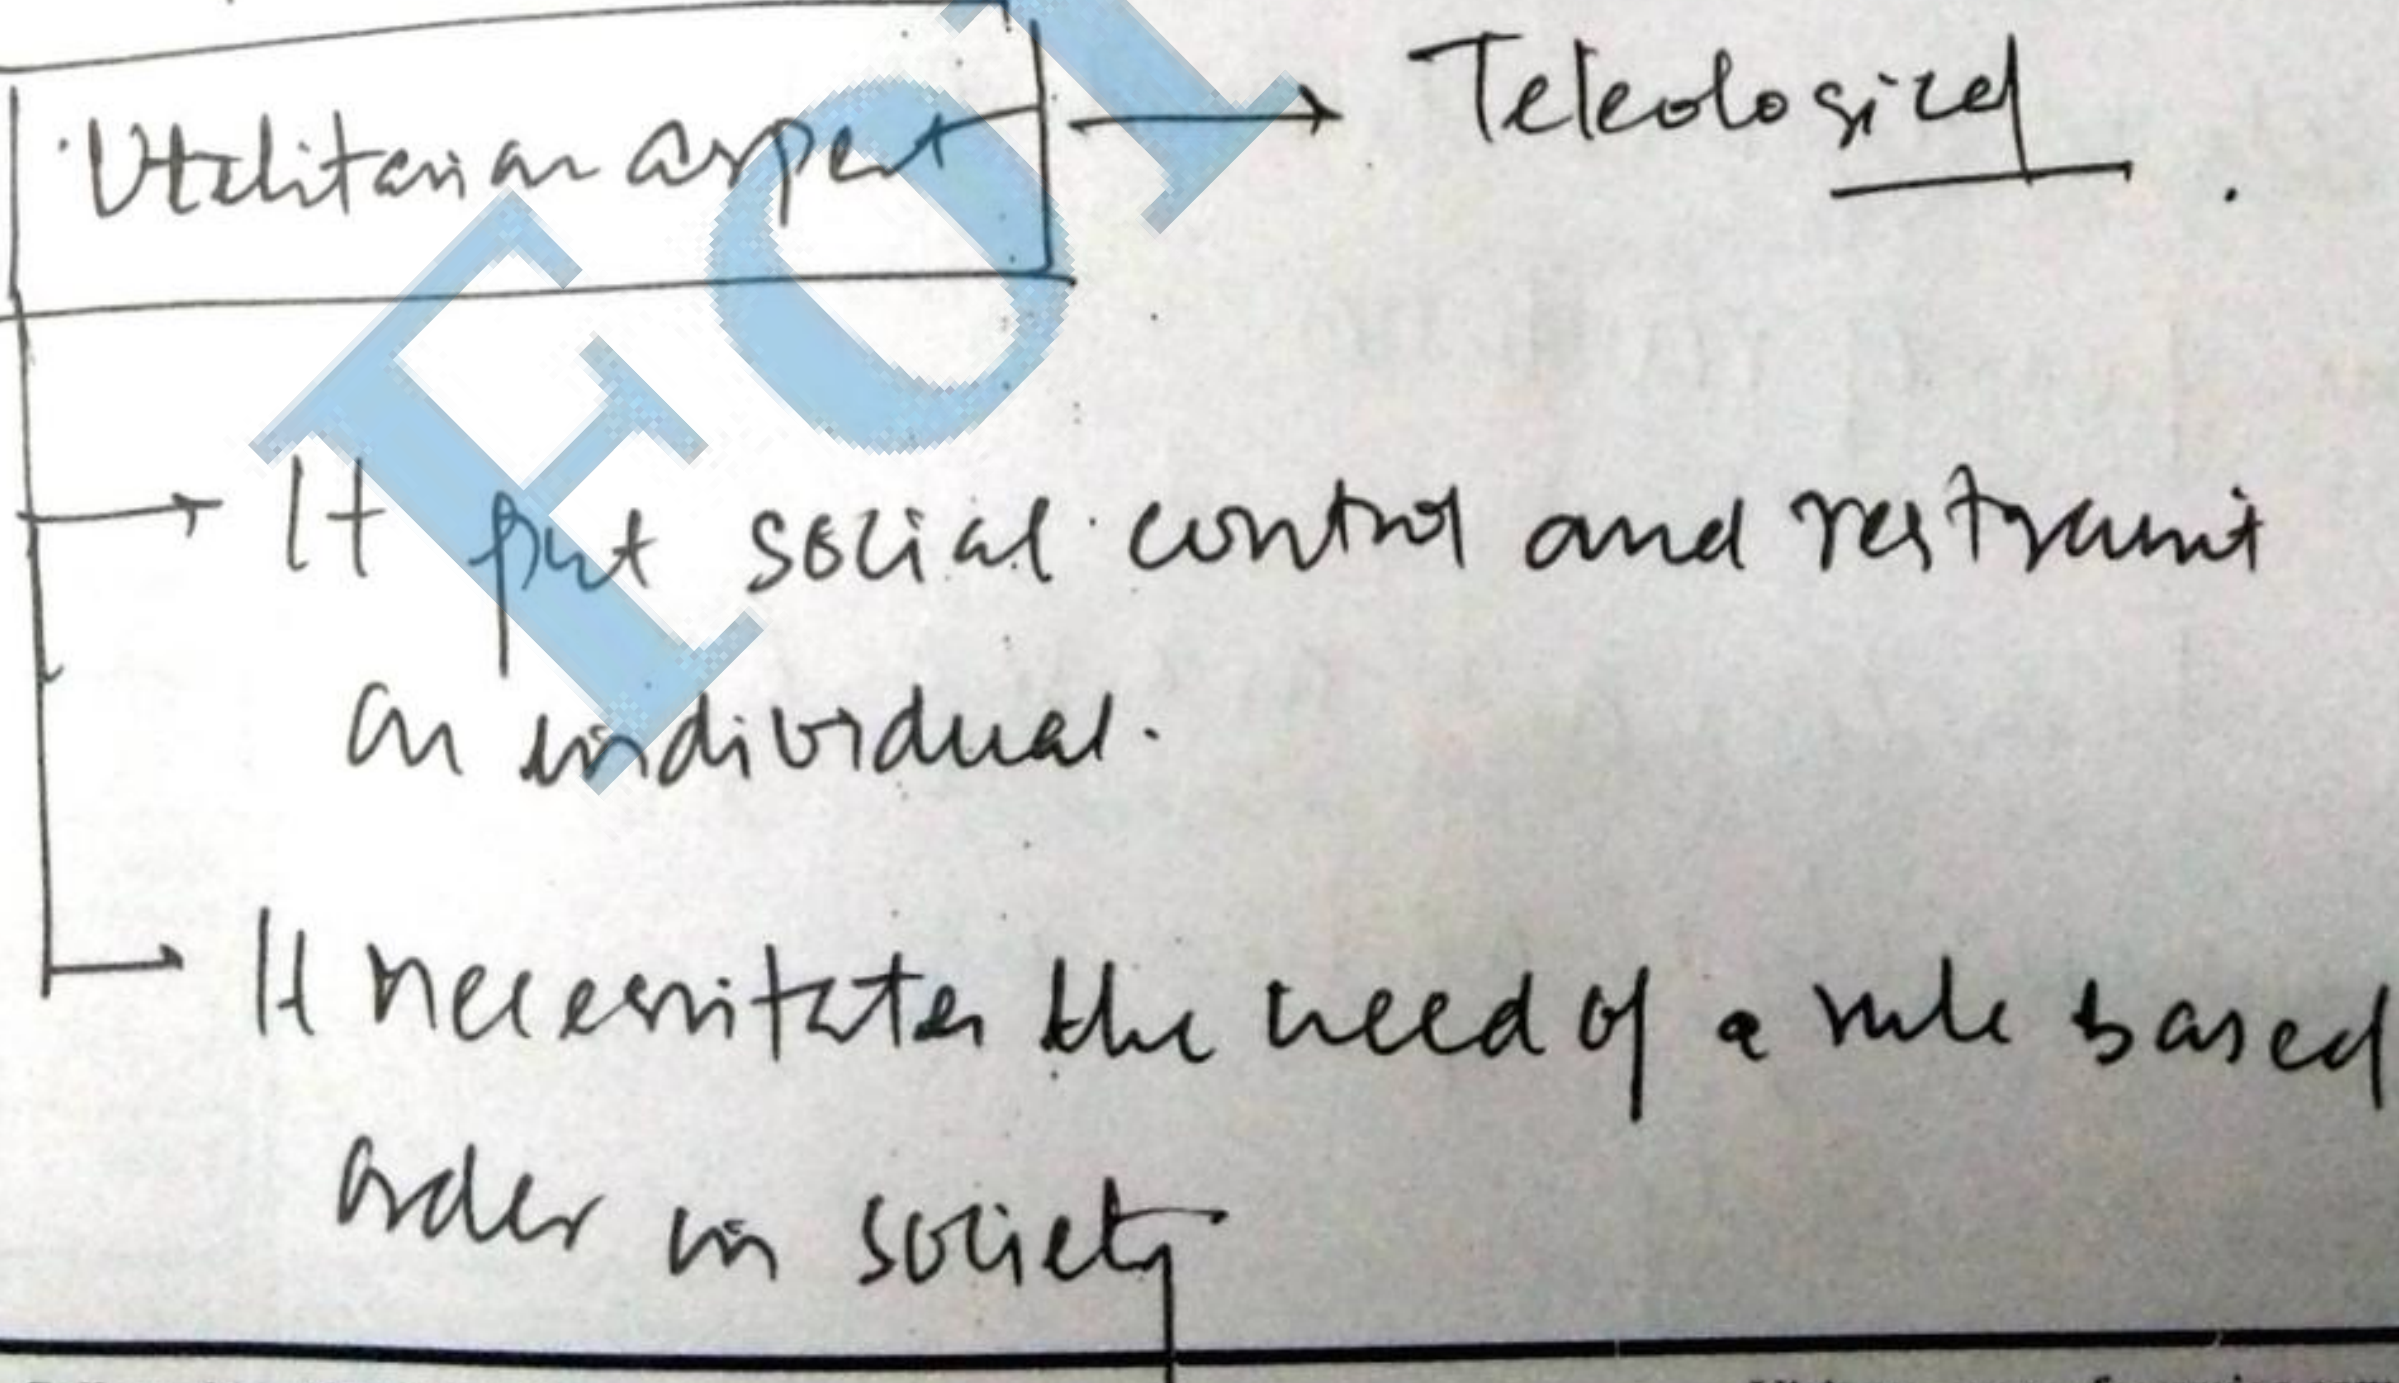 Utilitarian aspect → Teleological
→ It put social control and restraint
on individual.
→ It necessitates the need of a rule based
order in society